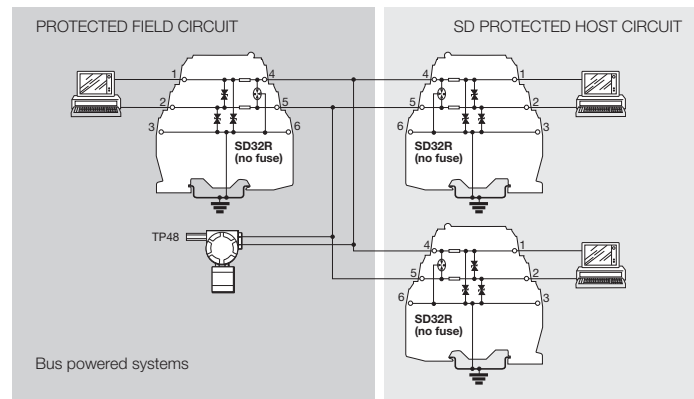 PROTECTED FIELD CIRCUIT
SD PROTECTED HOST CIRCUIT
1 4 4 1
2 5 5 2
3 6 6 3
SD32R
(no fuse)
SD32R
(no fuse)
TP48
4 1
5 2
6 3
SD32R
(no fuse)
Bus powered systems